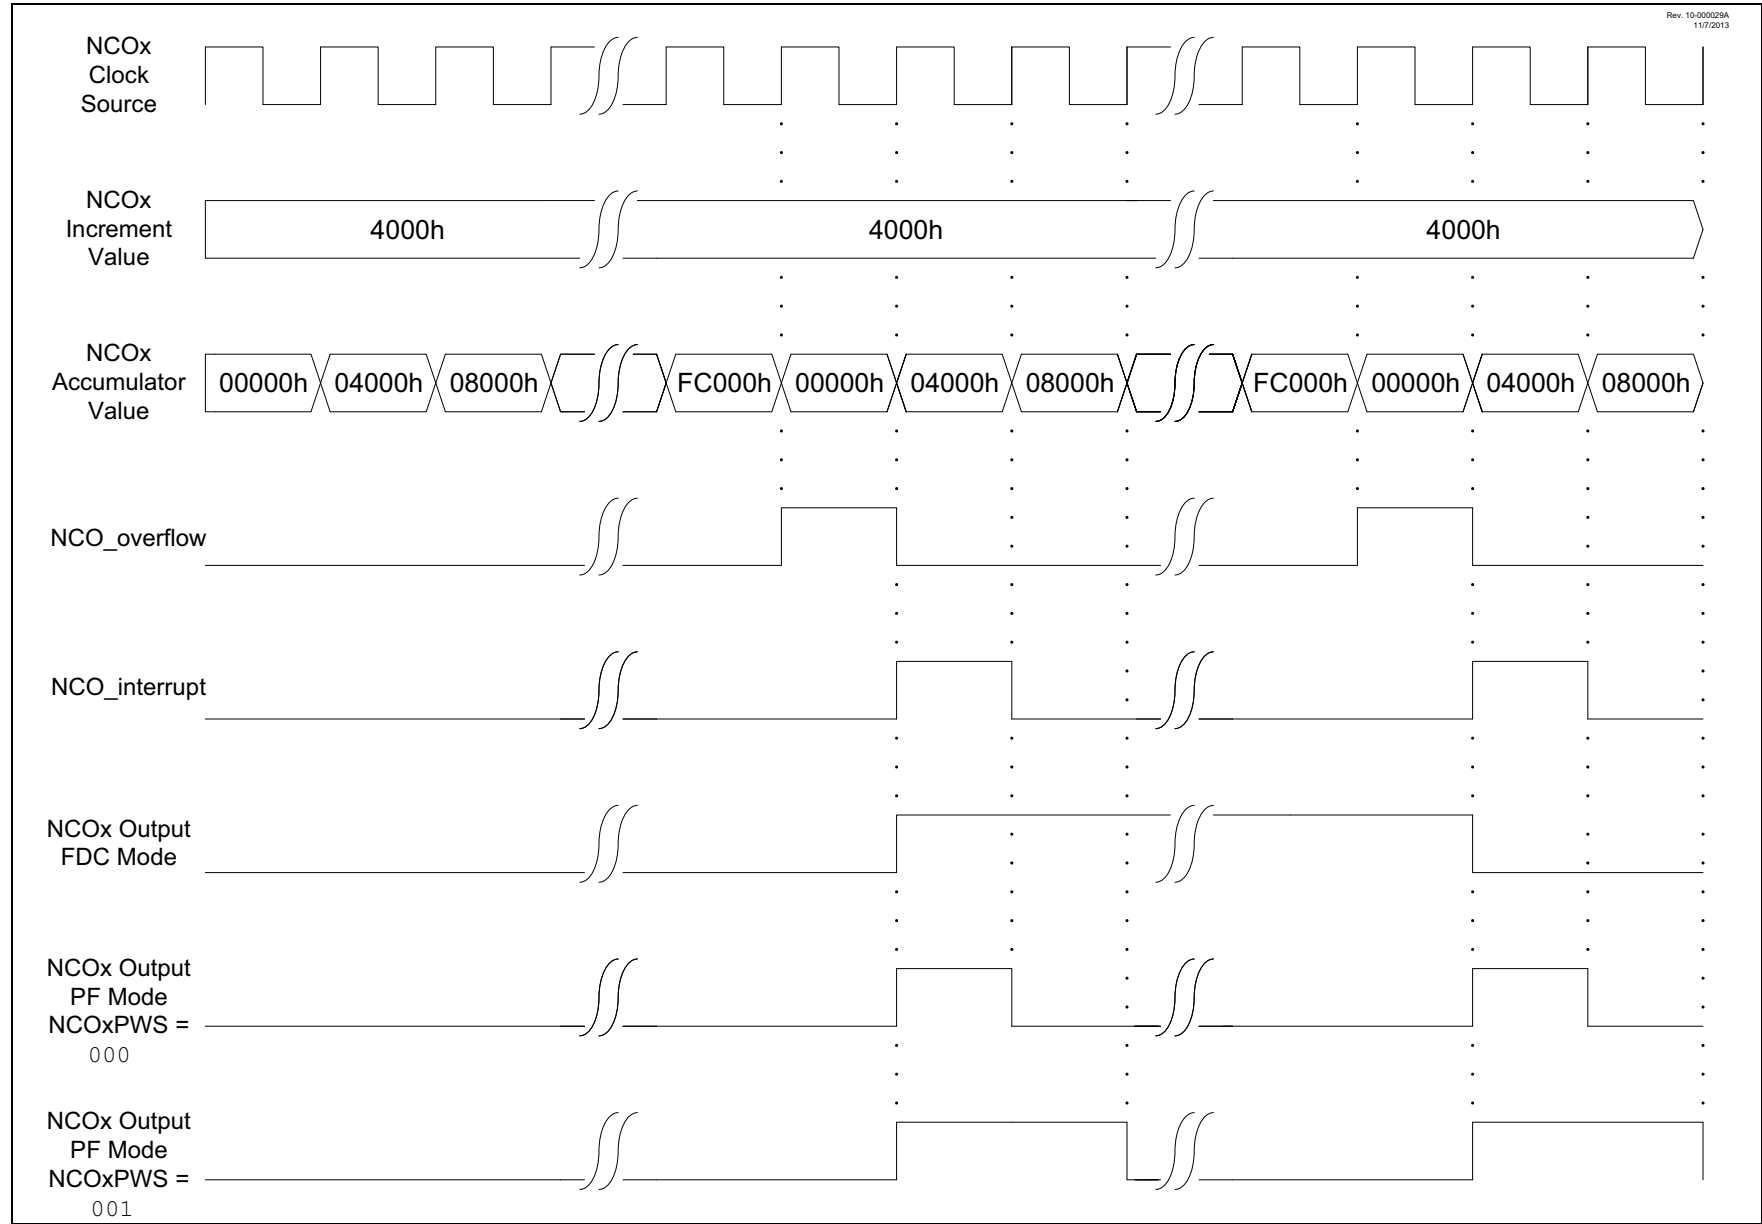 Rev. 10-000029A
11/7/2013
NCOx
Clock
Source
NCOx
Increment
Value
4000h 4000h 4000h
NCOx
Accumulator
Value
00000h 04000h 08000h FC000h 00000h 04000h 08000h FC000h 00000h 04000h 08000h
NCO_overflow
NCO_interrupt
NCOx Output
FDC Mode
NCOx Output
PF Mode
NCOxPWS =
000
NCOx Output
PF Mode
NCOxPWS =
001